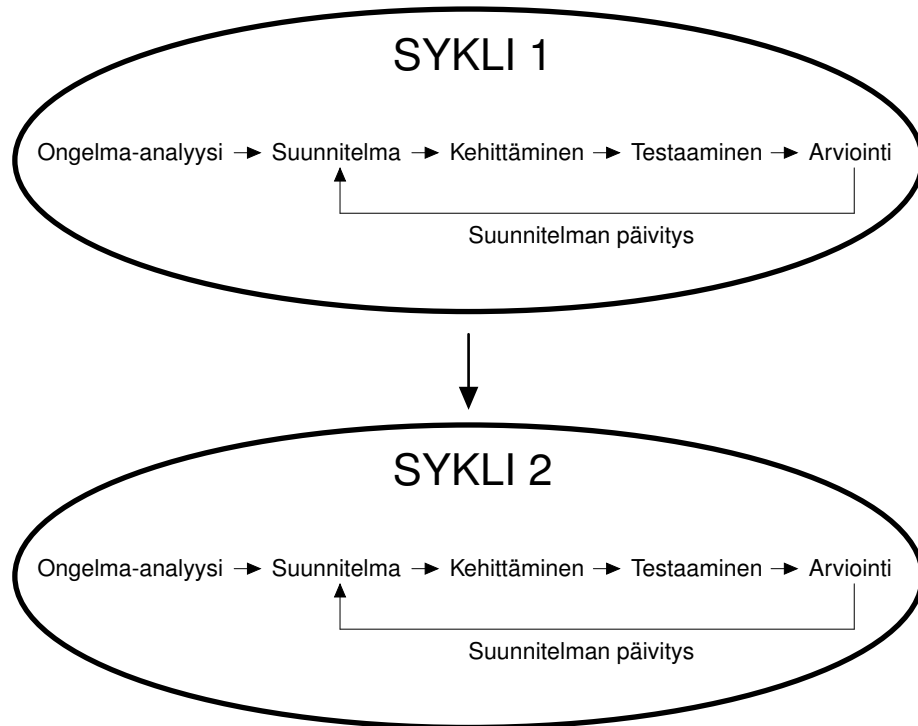 SYKLI 1
Ongelma-analyysi Suunnitelma Kehittäminen Testaaminen Arviointi
Suunnitelman päivitys
SYKLI 2
Ongelma-analyysi Suunnitelma Kehittäminen Testaaminen Arviointi
Suunnitelman päivitys